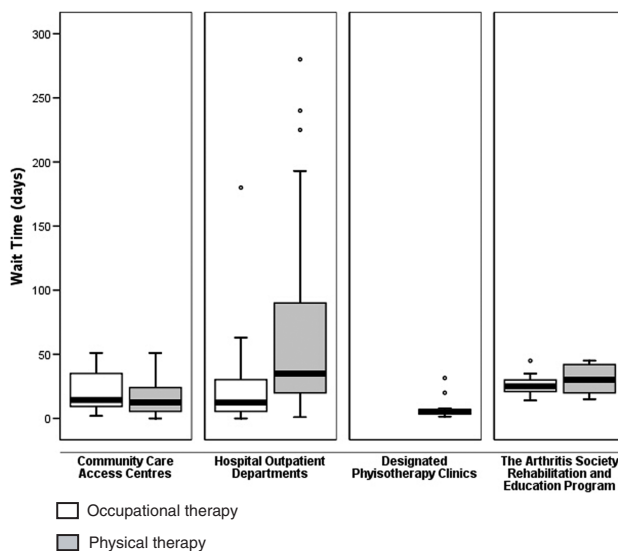 300
250
200
150
100
50
0
Wait Time (days)
Community Care
Access Centres
Hospital Outpatient
Departments
Designated
Phyisotherapy Clinics
The Arthritis Society
Rehabilitation and
Education Program
Occupational therapy
Physical therapy